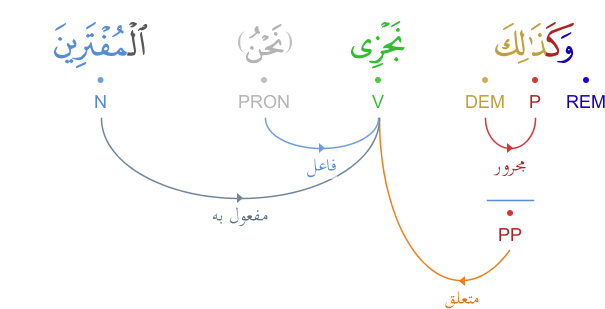 وَكَذَٰلِكَ نَجْزِى (نَحْنُ) ٱلْمُفْتَرِينَ
REM P DEM V PRON N
فاعل
مجرور
مفعول به
PP
متعلق